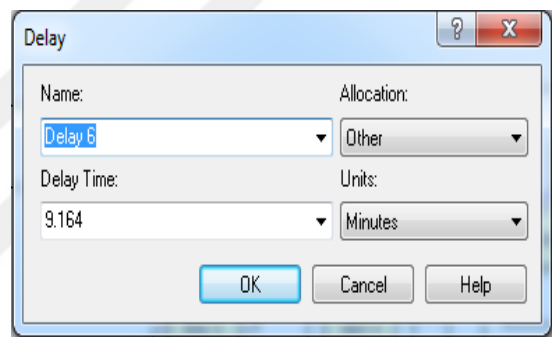 Delay
Name: Allocation:
Delay 6 Other
Delay Time: Units:
9.164 Minutes
OK Cancel Help